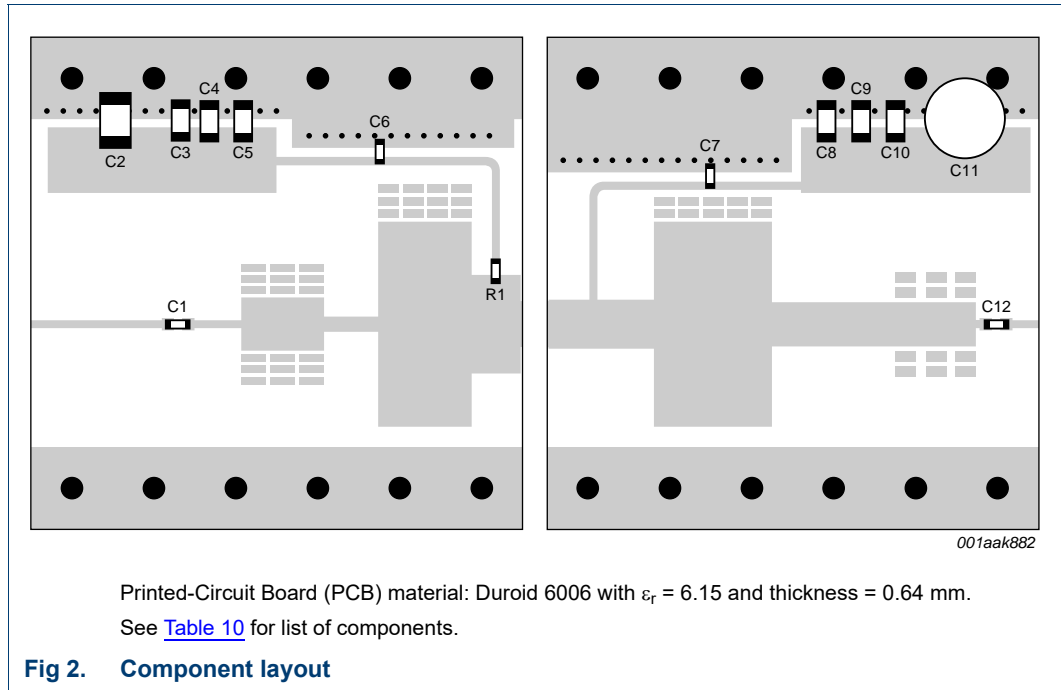 C4
C2
C3
C5
C6
R1
C1
C7
C9
C8
C10
C11
C12
001aak882
Printed-Circuit Board (PCB) material: Duroid 6006 with εr = 6.15 and thickness = 0.64 mm.
See Table 10 for list of components.
Fig 2. Component layout